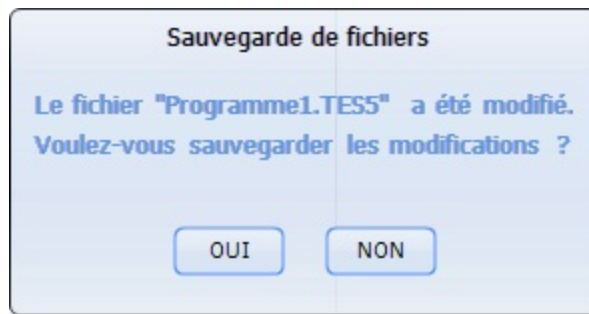 Sauvegarde de fichiers
Le fichier "Programme1.TES5" a été modifié.
Voulez-vous sauvegarder les modifications ?
OUI
NON